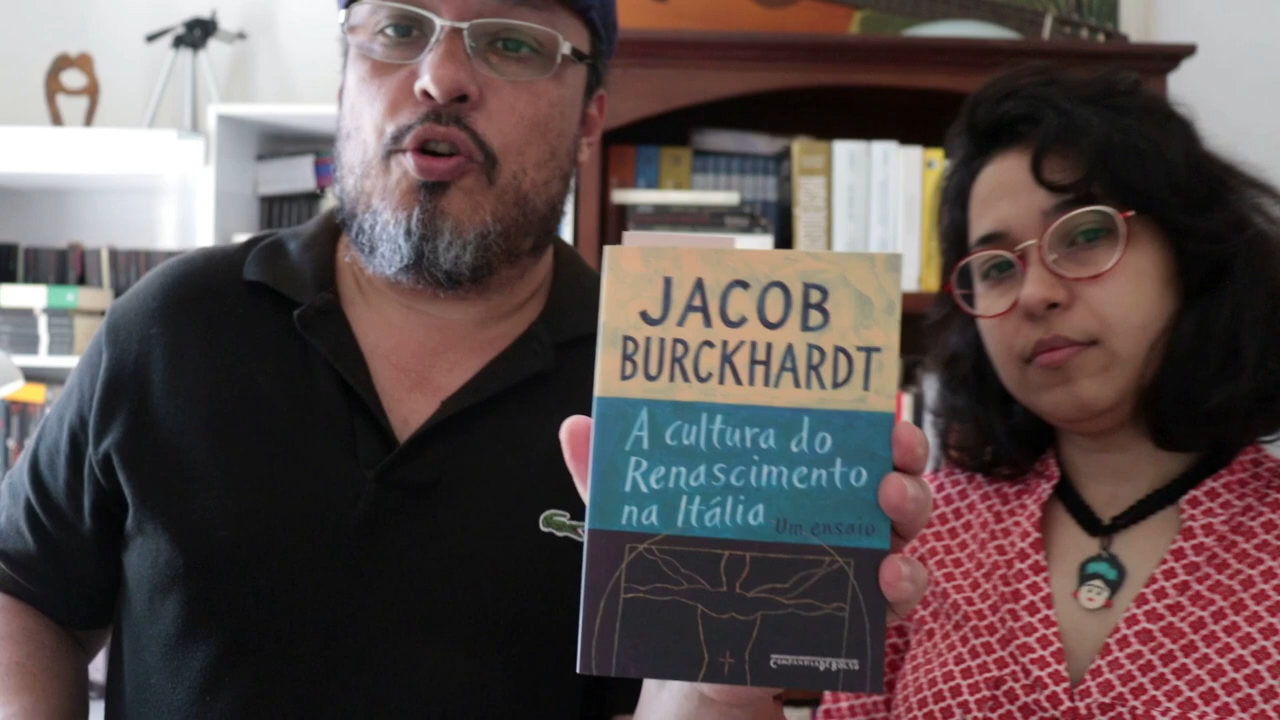 JACOB
BURCKHARDT
A cultura do
Renascimento
na Itália
Um ensaio
COMPANHIA DE BOLSO